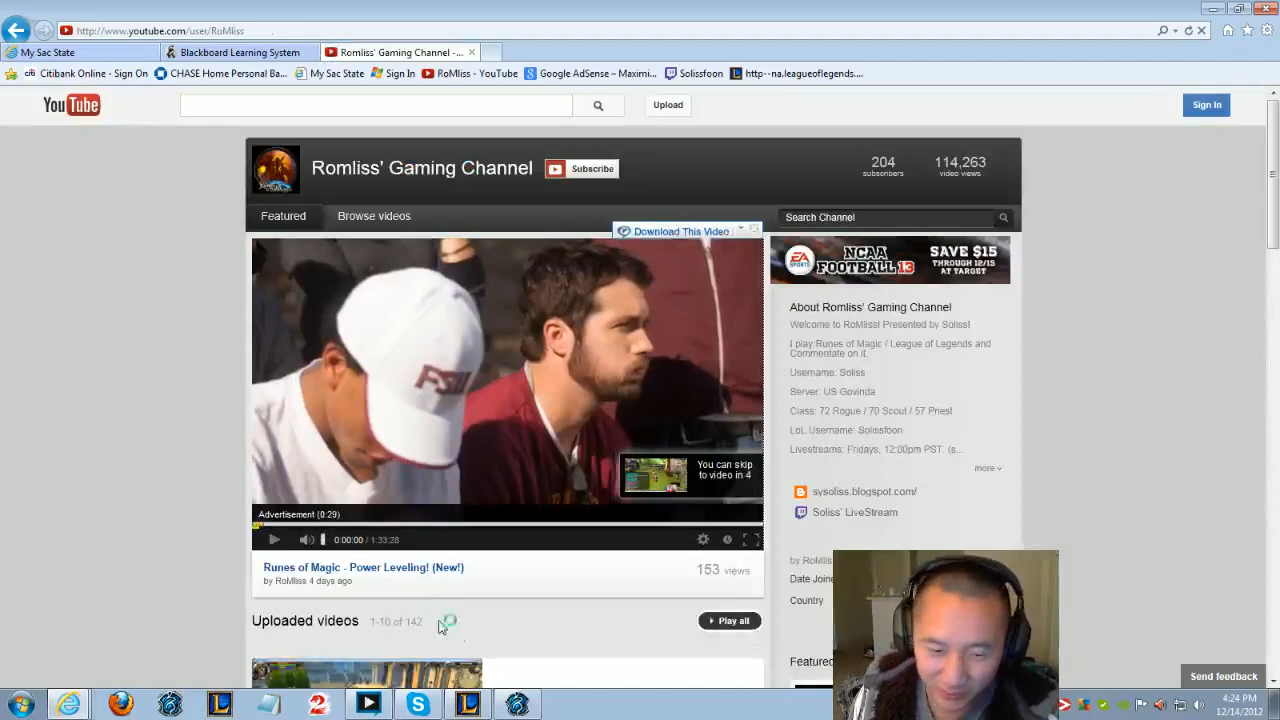 http://www.youtube.com/user/RoMliss
My Sac State
Blackboard Learning System
Romliss' Gaming Channel -...
Citibank Online - Sign On
CHASE Home Personal Ba...
My Sac State
Sign In
RoMliss - YouTube
Google AdSense – Maximi...
Solissfoon
http--na.leagueoflegends....
YouTube
Upload
Sign In
Romliss' Gaming Channel
Subscribe
204
subscribers
114,263
video views
Featured
Browse videos
Search Channel
Download This Video
EA SPORTS
NCAA FOOTBALL 13
SAVE $15
THROUGH 12/15
AT TARGET
About Romliss' Gaming Channel
Welcome to RoMliss! Presented by Soliss!
I play Runes of Magic / League of Legends and
Commentate on it.
Username: Soliss
Server: US Govinda
Class: 72 Rogue / 70 Scout / 57 Priest
LoL Username: Solissfoon
Livestreams: Fridays, 12:00pm PST. (s...
more
sysoliss.blogspot.com/
Soliss' LiveStream
You can skip
to video in 4
Advertisement (0:29)
0:00:00 / 1:33:28
Runes of Magic - Power Leveling! (New!)
by RoMliss 4 days ago
153 views
by RoMlis
Date Joine
Country
Uploaded videos
1-10 of 142
Play all
Featured
Send feedback
4:24 PM
12/14/2012